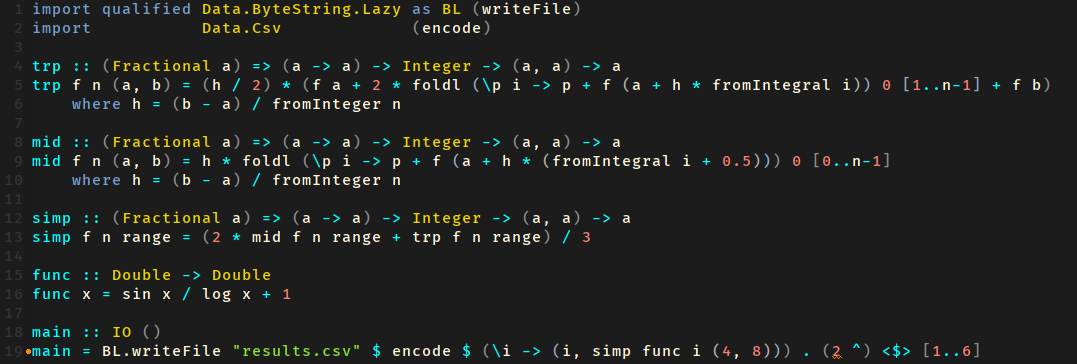 1 import qualified Data.ByteString.Lazy as BL (writeFile)
2 import           Data.Csv             (encode)
3
4 trp :: (Fractional a) => (a -> a) -> Integer -> (a, a) -> a
5 trp f n (a, b) = (h / 2) * (f a + 2 * foldl (\p i -> p + f (a + h * fromIntegral i)) 0 [1..n-1] + f b)
6     where h = (b - a) / fromInteger n
7
8 mid :: (Fractional a) => (a -> a) -> Integer -> (a, a) -> a
9 mid f n (a, b) = h * foldl (\p i -> p + f (a + h * (fromIntegral i + 0.5))) 0 [0..n-1]
10     where h = (b - a) / fromInteger n
11
12 simp :: (Fractional a) => (a -> a) -> Integer -> (a, a) -> a
13 simp f n range = (2 * mid f n range + trp f n range) / 3
14
15 func :: Double -> Double
16 func x = sin x / log x + 1
17
18 main :: IO ()
19 main = BL.writeFile "results.csv" $ encode $ (\i -> (i, simp func i (4, 8))) . (2 ^) <$> [1..6]